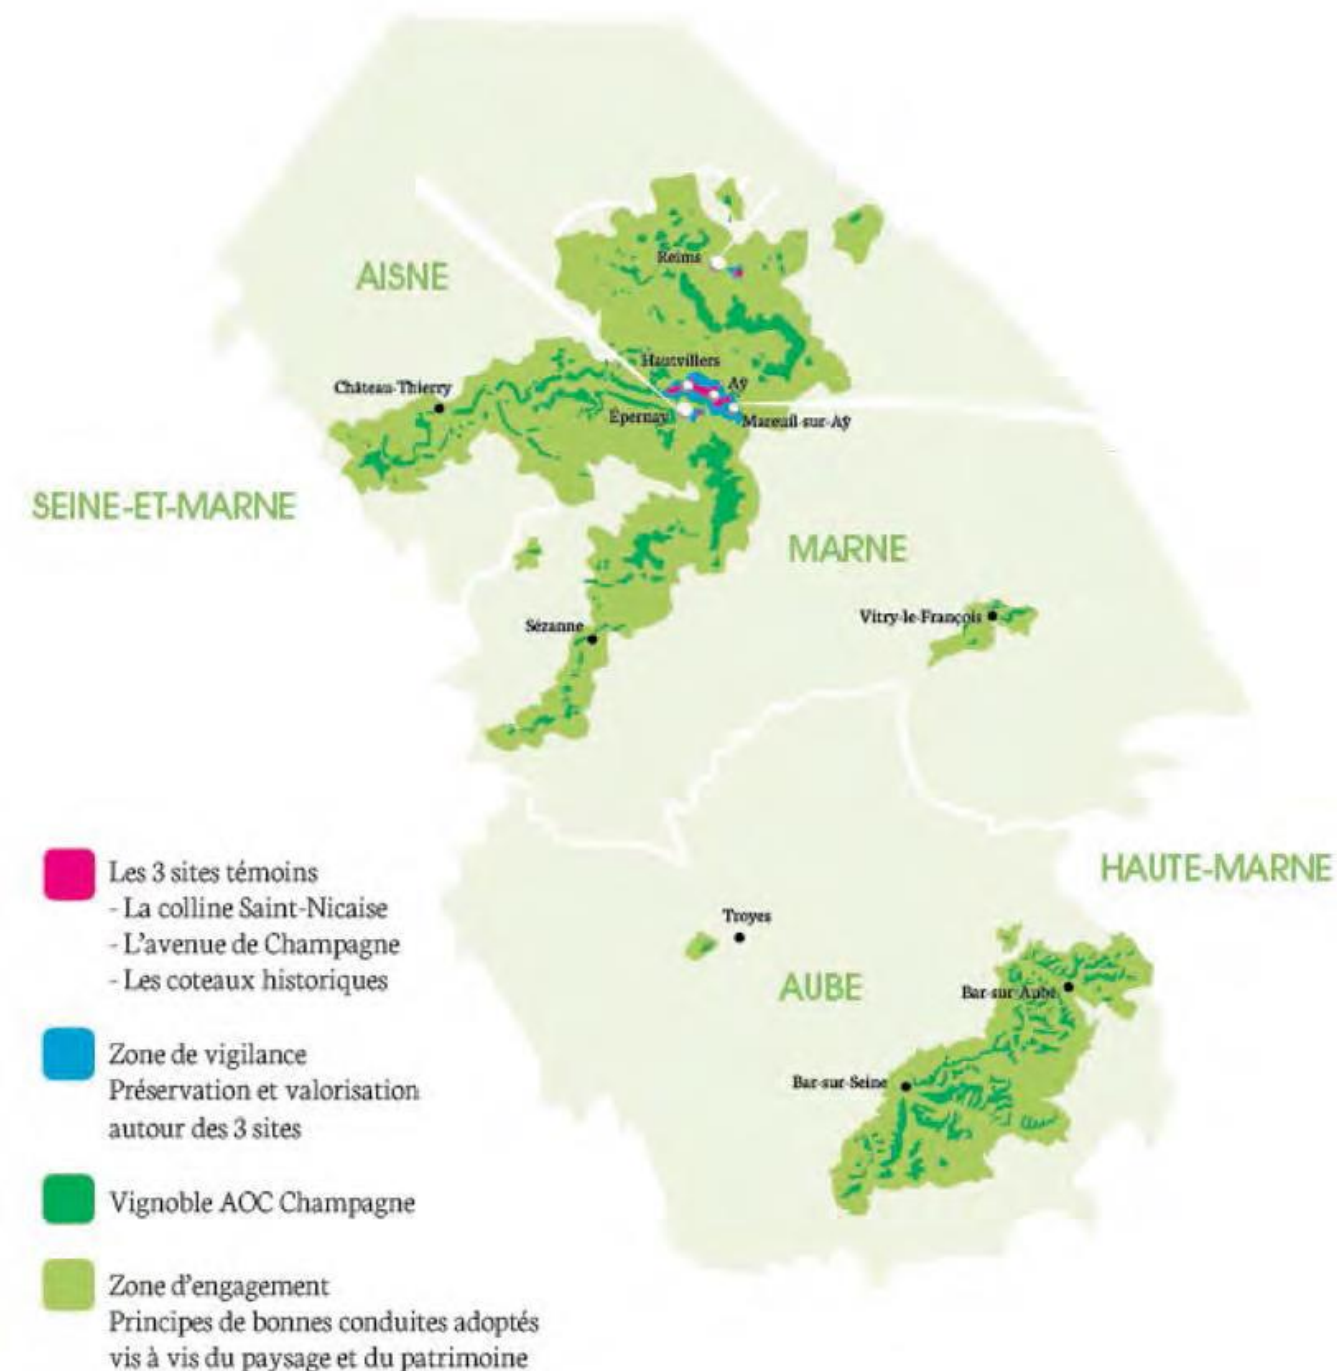 Reims
AISNE
Hautvillers
Aÿ
Château-Thierry
Épernay
Mareuil-sur-Aÿ
SEINE-ET-MARNE
MARNE
Vitry-le-François
Sézanne
HAUTE-MARNE
Troyes
AUBE
Bar-sur-Aube
Bar-sur-Seine
Les 3 sites témoins
- La colline Saint-Nicaise
- L'avenue de Champagne
- Les coteaux historiques
Zone de vigilance
Préservation et valorisation
autour des 3 sites
Vignoble AOC Champagne
Zone d'engagement
Principes de bonnes conduites adoptés
vis à vis du paysage et du patrimoine